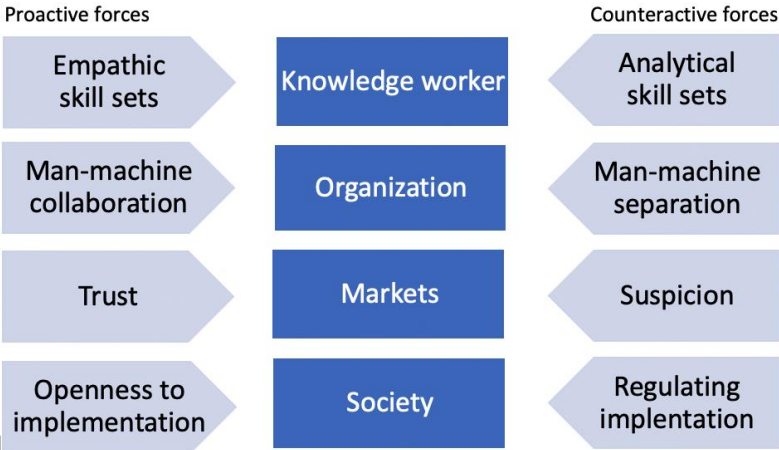 Proactive forces
Counteractive forces
Empathic
skill sets
Knowledge worker
Analytical
skill sets
Man-machine
collaboration
Organization
Man-machine
separation
Trust
Markets
Suspicion
Openness to
implementation
Society
Regulating
implentation